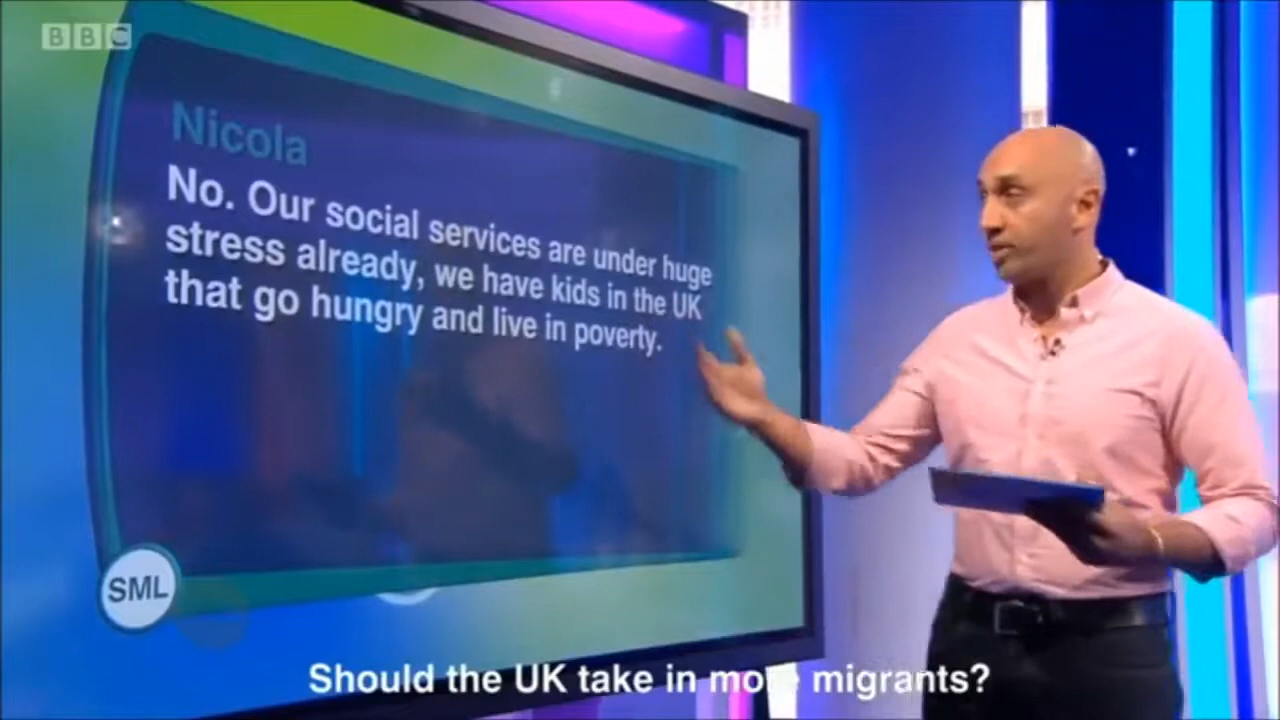 BBC
Nicola
No. Our social services are under huge
stress already, we have kids in the UK
that go hungry and live in poverty.
SML
Should the UK take in more migrants?